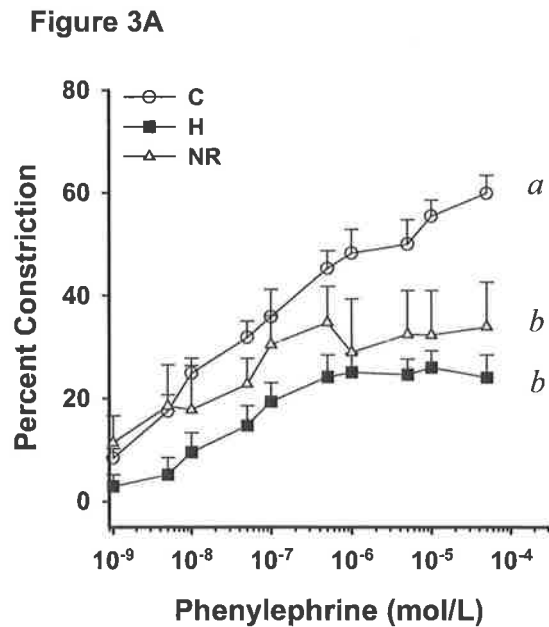 Figure 3A
80
C
H
NR
60
40
20
0
Percent Constriction
a
b
b
10⁻⁹ 10⁻⁸ 10⁻⁷ 10⁻⁶ 10⁻⁵ 10⁻⁴
Phenylephrine (mol/L)